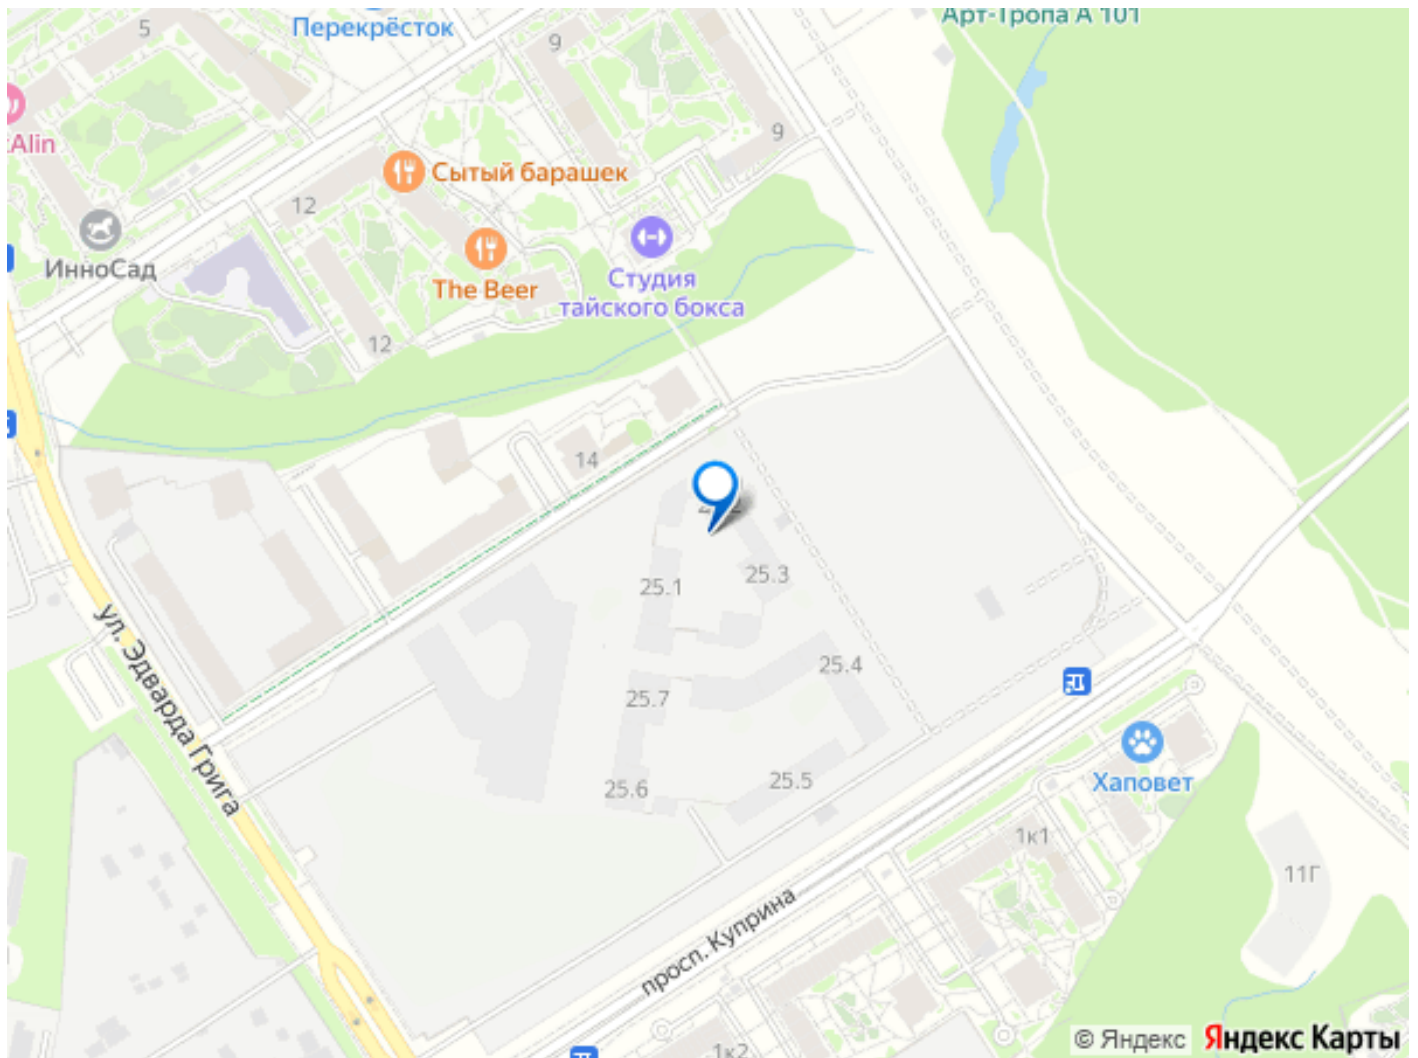 Перекрёсток
Арт-Тропа А 101
5
9
9
Alin
Сытый барашек
12
ИнноСад
The Beer
Студия
тайского бокса
12
14
25.1
25.3
ул. Эдварда Грига
25.4
25.7
25.6
25.5
Хаповет
1к1
11Г
просп. Куприна
1к2
© Яндекс
Яндекс Карты